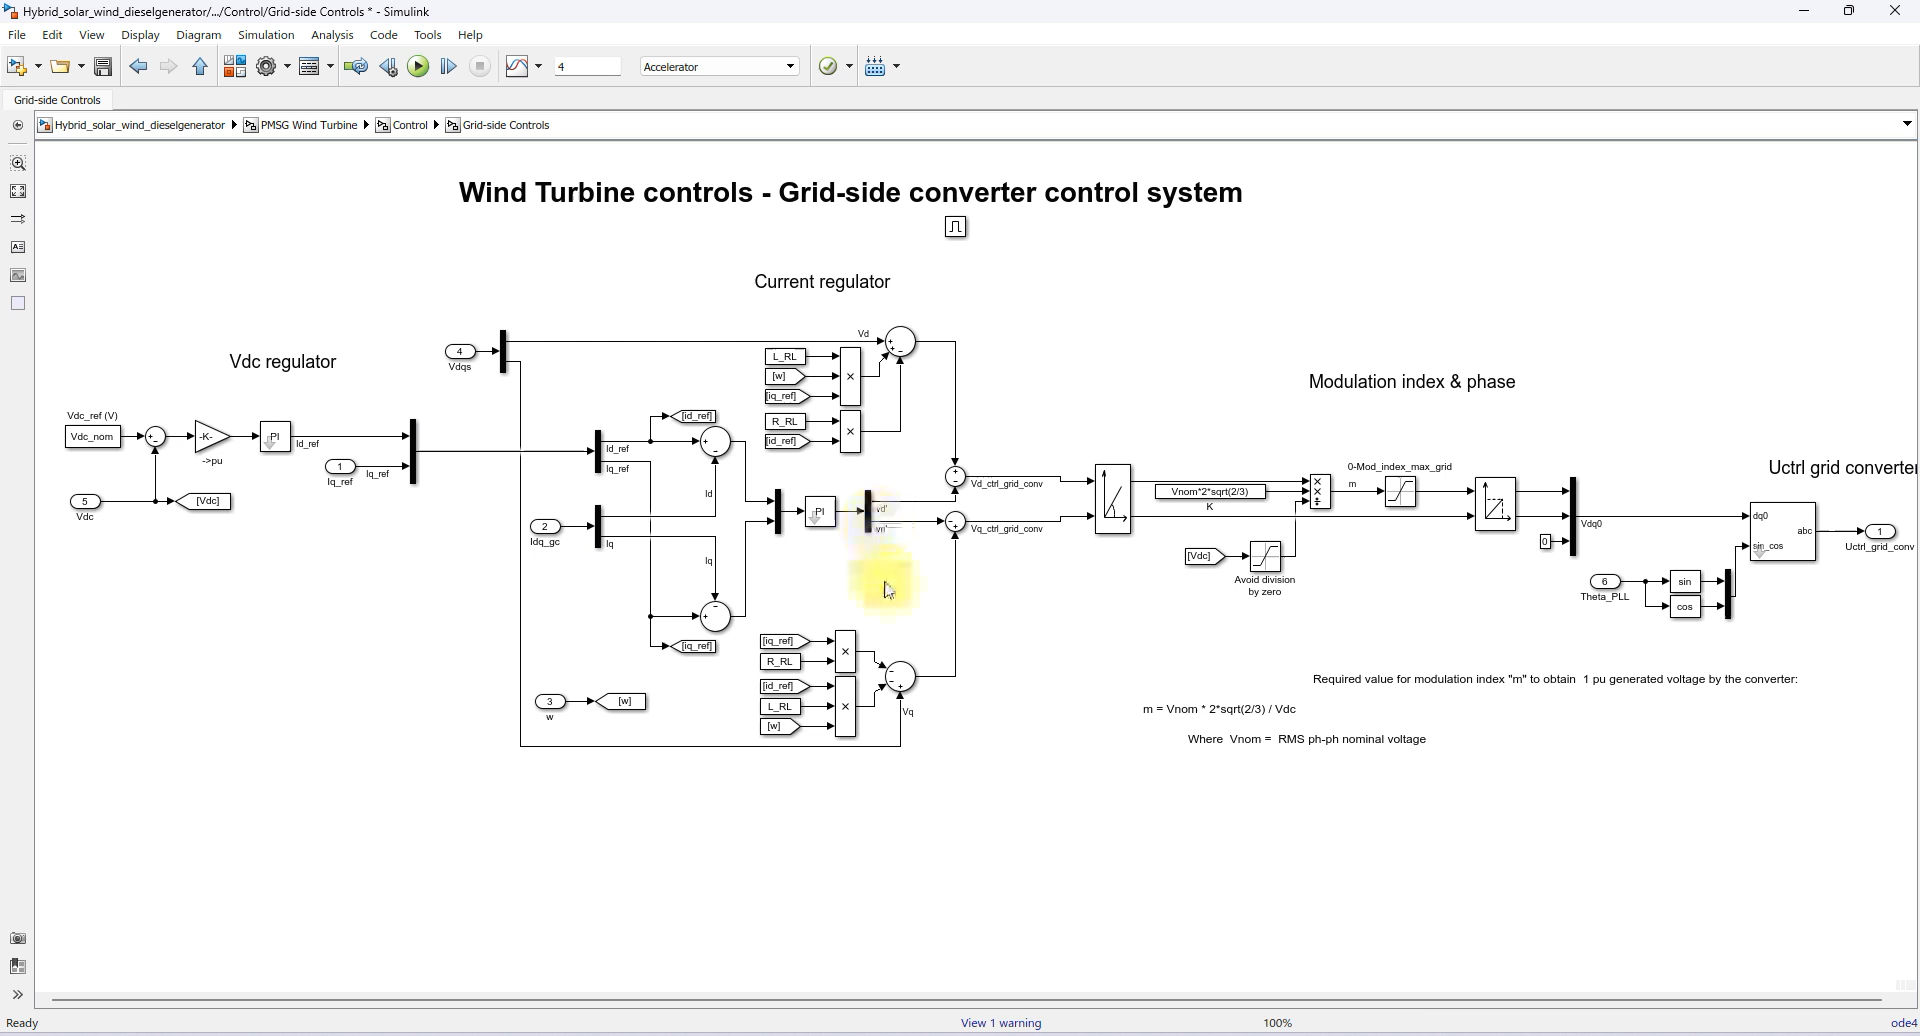 Hybrid_solar_wind_dieselgenerator/.../Control/Grid-side Controls * - Simulink
File Edit View Display Diagram Simulation Analysis Code Tools Help
4 Accelerator
Grid-side Controls
Hybrid_solar_wind_dieselgenerator PMSG Wind Turbine Control Grid-side Controls
Wind Turbine controls - Grid-side converter control system
Current regulator
Vdc regulator
Modulation index & phase
Uctrl grid converter
Vdc_ref (V)
Vdc_nom
-K-
->pu
PI
Id_ref
1
Iq_ref
Iq_ref
5
Vdc
[Vdc]
4
Vdqs
Vd
L_RL
[w]
[iq_ref]
×
R_RL
[id_ref]
×
[id_ref]
Id_ref
Iq_ref
Id
2
Idq_gc
Id
Iq
Iq
[iq_ref]
3
w
[w]
PI
[iq_ref]
R_RL
×
[id_ref]
L_RL
[w]
×
Vq
Vd_ctrl_grid_conv
Vq_ctrl_grid_conv
Vnom*2*sqrt(2/3)
K
[Vdc]
Avoid division
by zero
× × ÷
0-Mod_index_max_grid
m
0
Vdq0
6
Theta_PLL
sin
cos
dq0
sin_cos
abc
1
Uctrl_grid_conv
Required value for modulation index "m" to obtain 1 pu generated voltage by the converter:
m = Vnom * 2*sqrt(2/3) / Vdc
Where Vnom = RMS ph-ph nominal voltage
Ready View 1 warning 100% ode4